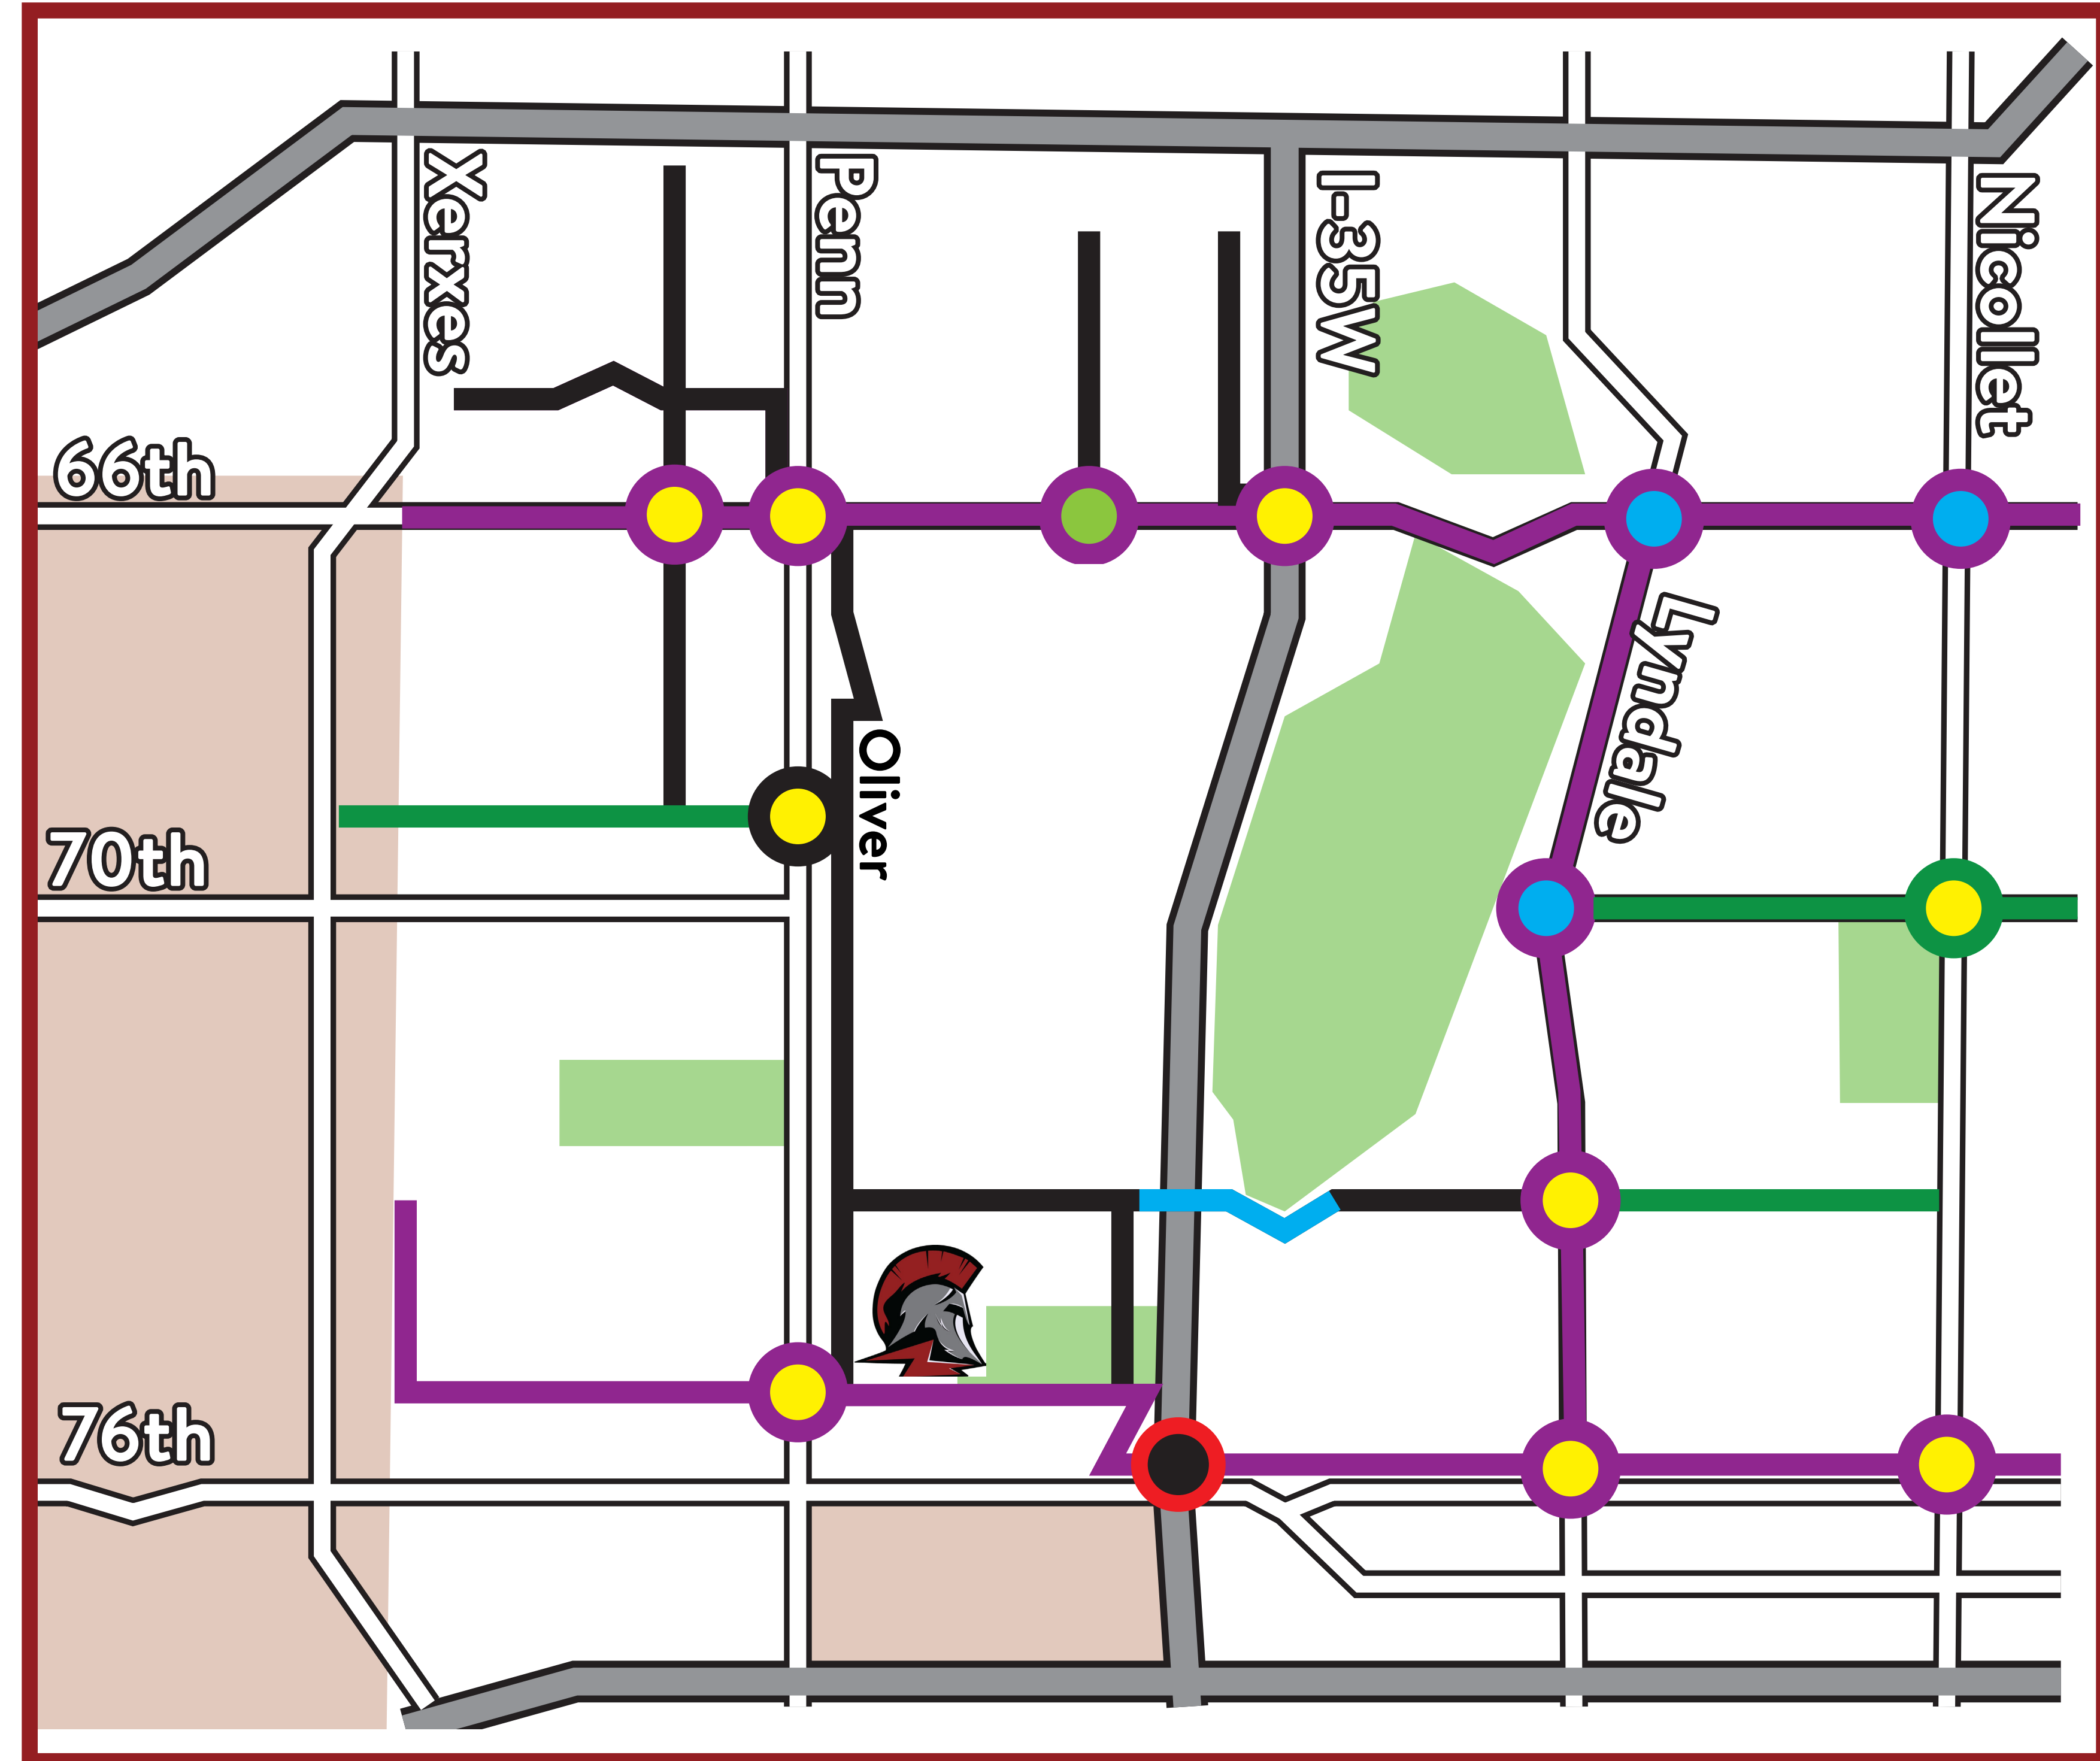 Xerxes
Penn
I-35W
Nicollet
66th
Lyndale
Oliver
70th
76th